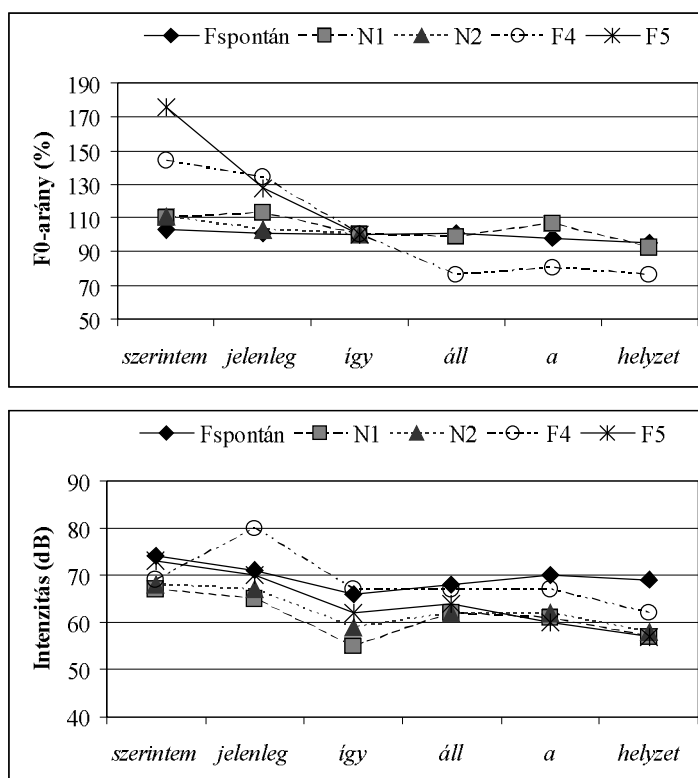 Fspontán N1 N2 F4 F5
F0-arány (%)
190
170
150
130
110
90
70
50
szerintem jelenleg így áll a helyzet
Fspontán N1 N2 F4 F5
Intenzitás (dB)
90
80
70
60
50
40
szerintem jelenleg így áll a helyzet